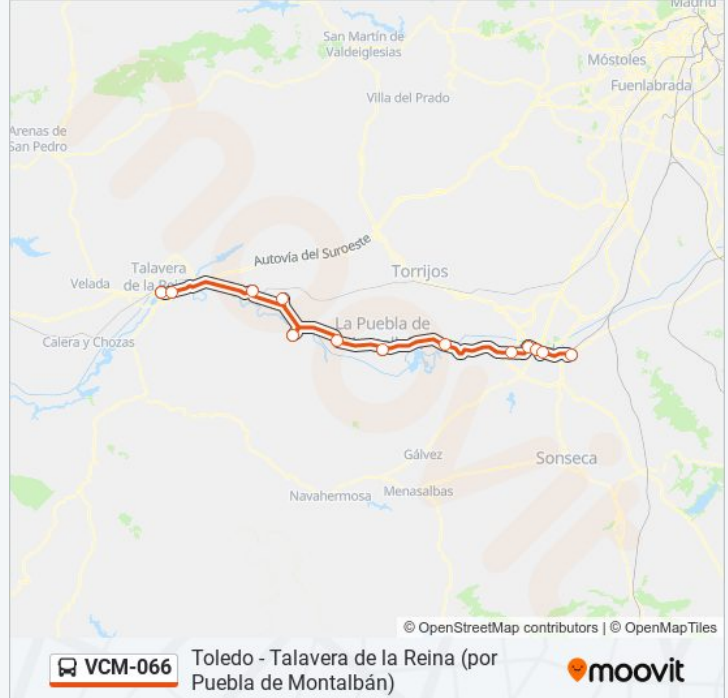 Madrid
San Martín de
Valdeiglesias
Móstoles
Fuenlabrada
Villa del Prado
Arenas de
San Pedro
Autovía del Suroeste
Talavera
de la Rei
Torrijos
Velada
La Puebla de
Calera y Chozas
Gálvez
Sonseca
Navahermosa
Menasalbas
moovit
© OpenStreetMap contributors | © OpenMapTiles
VCM-066
Toledo - Talavera de la Reina (por
Puebla de Montalbán)
moovit